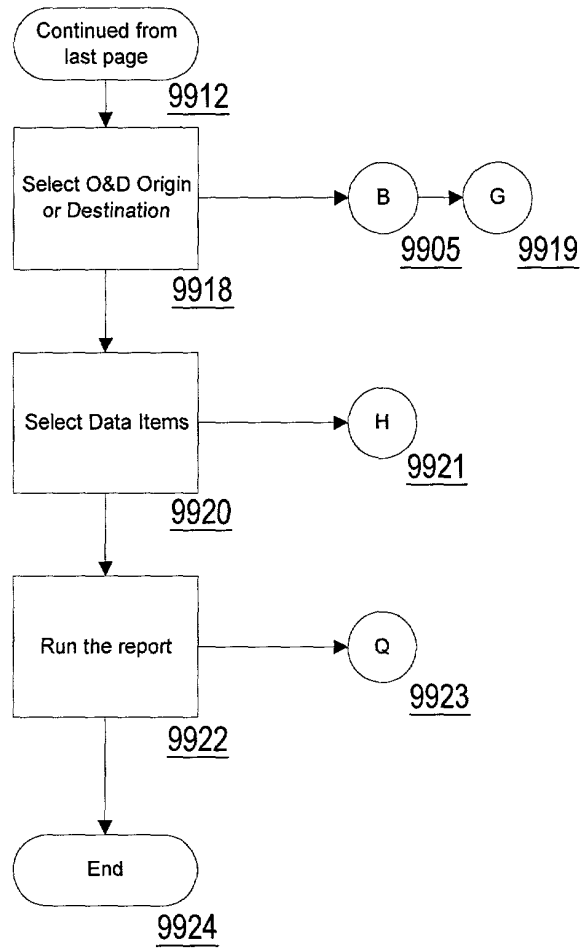 Continued from
last page
9912
Select O&D Origin
or Destination
B
G
9905
9919
9918
Select Data Items
H
9921
9920
Run the report
Q
9923
9922
End
9924